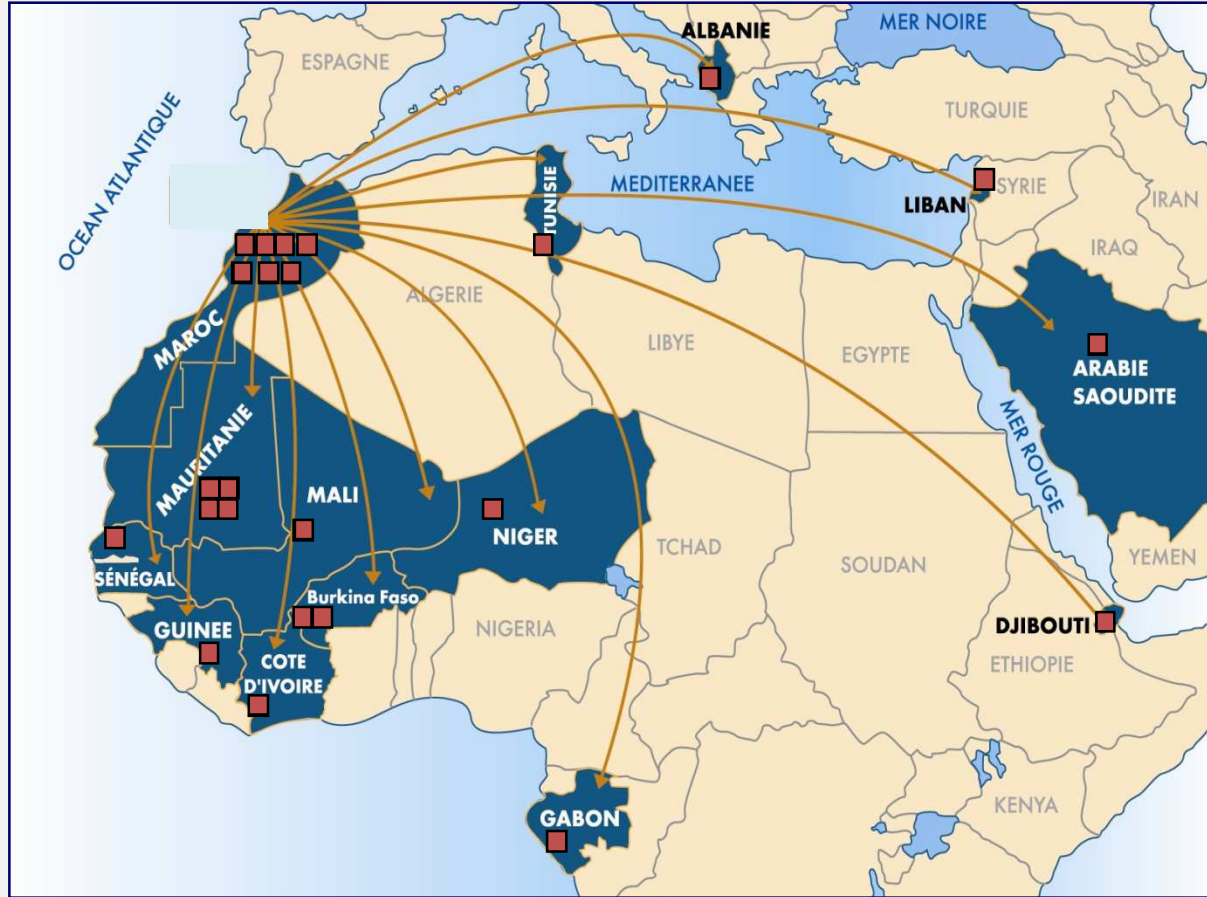 ALBANIE
MER NOIRE
ESPAGNE
TURQUIE
OCEAN ATLANTIQUE
TUNISIE
MEDITERRANEE
LIBAN
SYRIE
IRAN
IRAQ
ALGERIE
MAROC
LIBYE
EGYPTE
ARABIE
SAOUDITE
MER ROUGE
MAURITANIE
MALI
NIGER
TCHAD
SOUDAN
YEMEN
SÉNÉGAL
Burkina Faso
GUINEE
NIGERIA
DJIBOUTI
ETHIOPIE
COTE
D'IVOIRE
GABON
KENYA